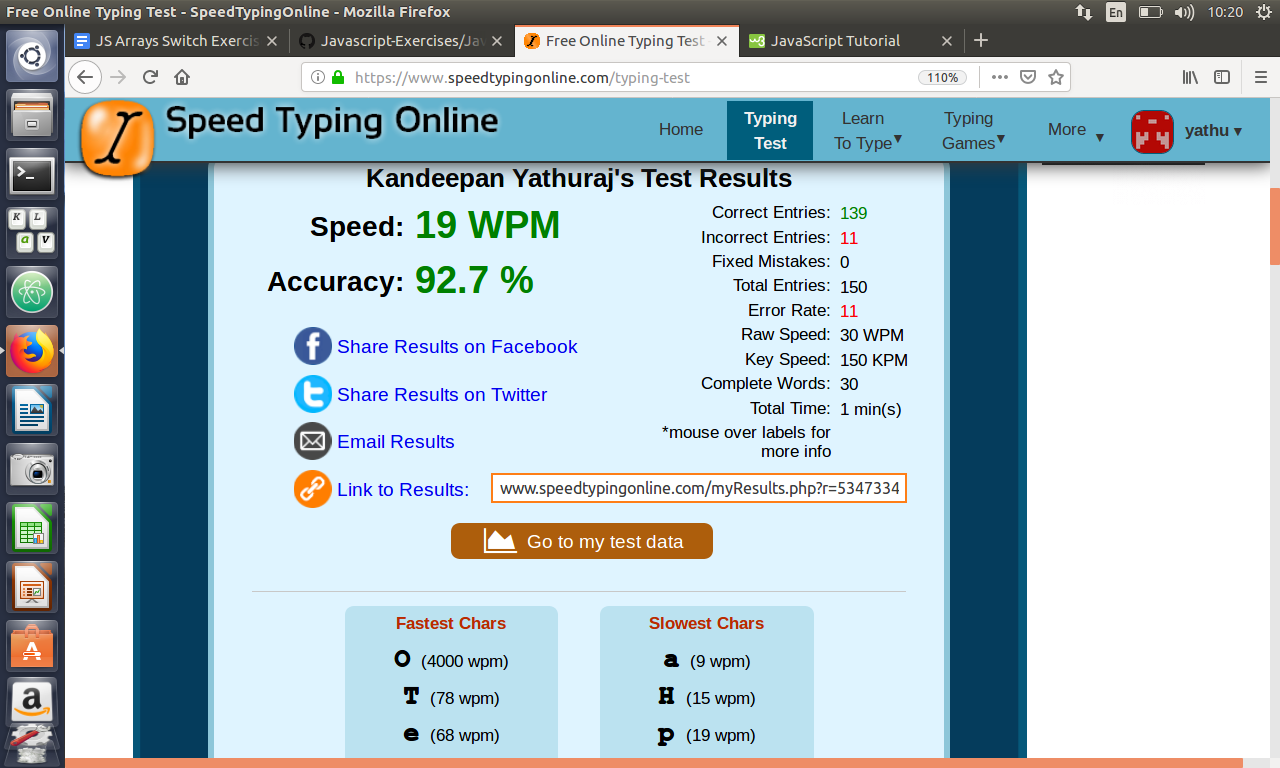 Free Online Typing Test - SpeedTypingOnline - Mozilla Firefox
En
10:20
JS Arrays Switch Exercis
Javascript-Exercises/Jav
Free Online Typing Test -
JavaScript Tutorial
https://www.speedtypingonline.com/typing-test
110%
Speed Typing Online
Home
Typing Test
Learn To Type
Typing Games
More
yathu
Kandeepan Yathuraj's Test Results
Speed: 19 WPM
Accuracy: 92.7 %
Correct Entries: 139
Incorrect Entries: 11
Fixed Mistakes: 0
Total Entries: 150
Error Rate: 11
Raw Speed: 30 WPM
Key Speed: 150 KPM
Complete Words: 30
Total Time: 1 min(s)
*mouse over labels for
more info
Share Results on Facebook
Share Results on Twitter
Email Results
Link to Results: www.speedtypingonline.com/myResults.php?r=5347334
Go to my test data
Fastest Chars
O (4000 wpm)
T (78 wpm)
e (68 wpm)
Slowest Chars
a (9 wpm)
H (15 wpm)
p (19 wpm)